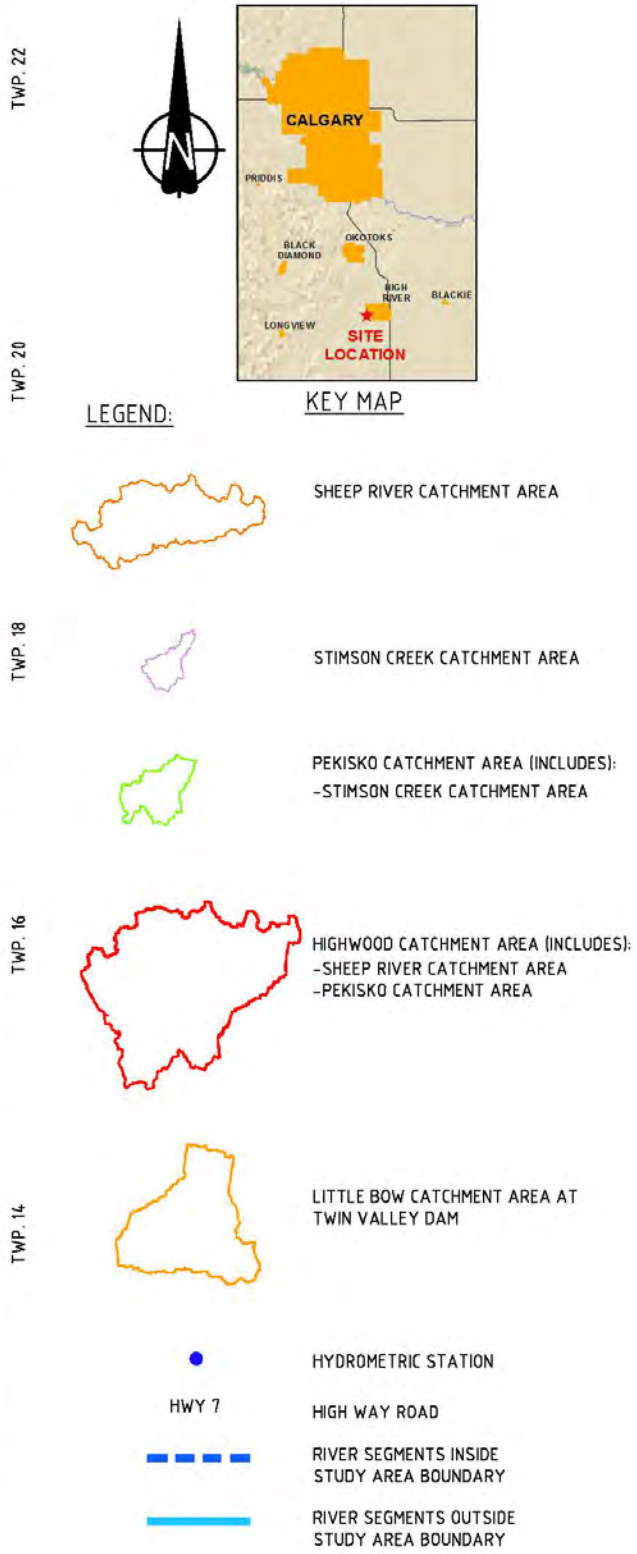 TWP. 22
N
CALGARY
PRIDDIS
BLACK
DIAMOND
OKOTOKS
HIGH
RIVER
BLACKIE
LONGVIEW
SITE
LOCATION
TWP. 20
KEY MAP
LEGEND:
SHEEP RIVER CATCHMENT AREA
TWP. 18
STIMSON CREEK CATCHMENT AREA
PEKISKO CATCHMENT AREA (INCLUDES):
-STIMSON CREEK CATCHMENT AREA
TWP. 16
HIGHWOOD CATCHMENT AREA (INCLUDES):
-SHEEP RIVER CATCHMENT AREA
-PEKISKO CATCHMENT AREA
TWP. 14
LITTLE BOW CATCHMENT AREA AT
TWIN VALLEY DAM
HYDROMETRIC STATION
HWY 7
HIGH WAY ROAD
RIVER SEGMENTS INSIDE
STUDY AREA BOUNDARY
RIVER SEGMENTS OUTSIDE
STUDY AREA BOUNDARY